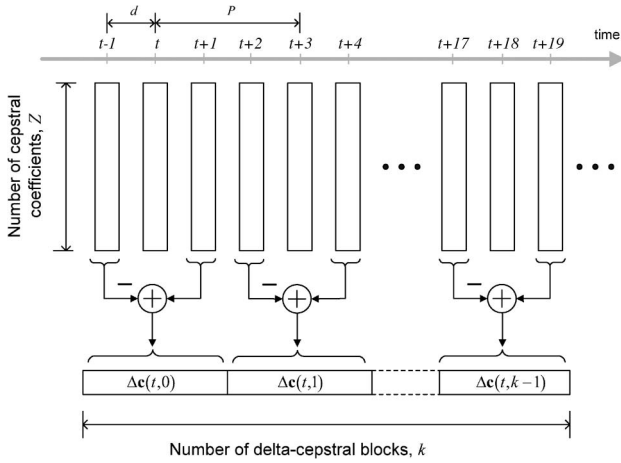 d P
t-1 t t+1 t+2 t+3 t+4 t+17 t+18 t+19 time
Number of cepstral
coefficients, Z
− + − + − +
Δc(t,0) Δc(t,1) Δc(t,k−1)
Number of delta-cepstral blocks, k